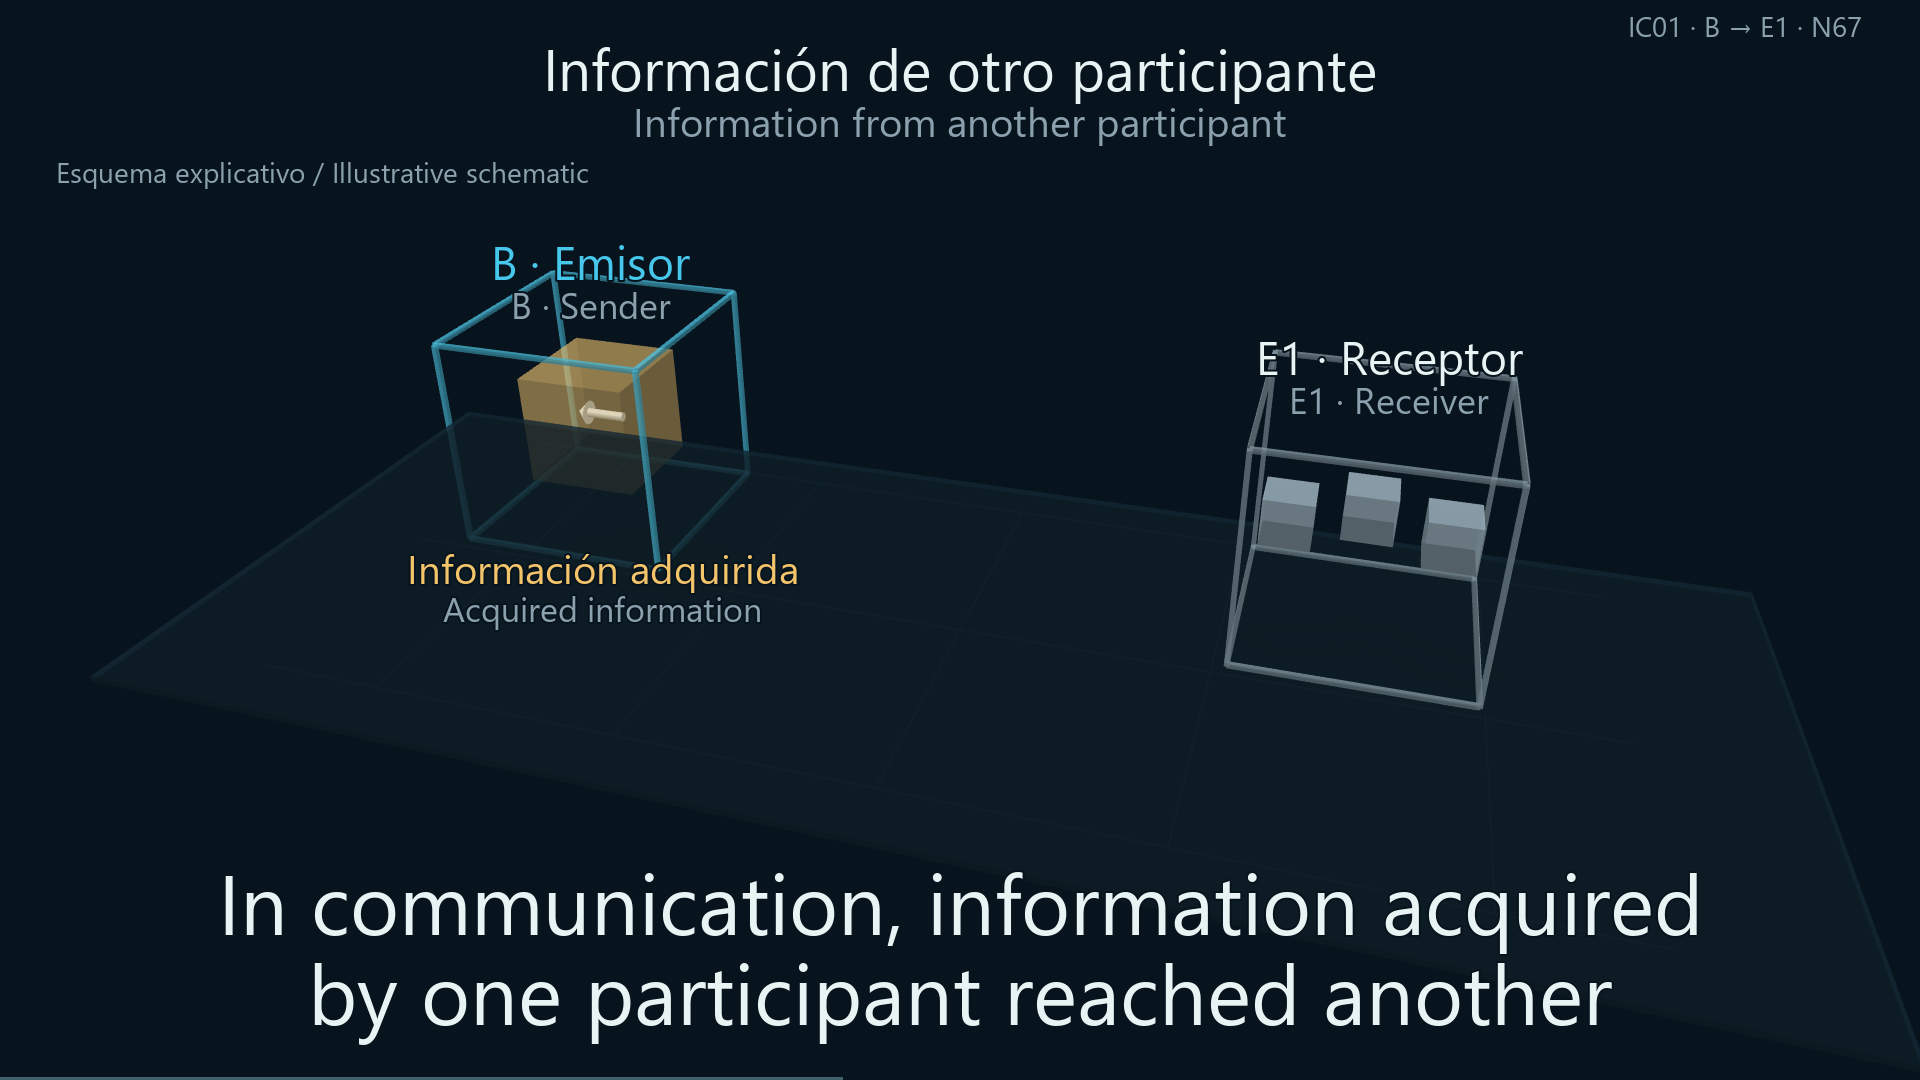 IC01 · B → E1 · N67
Información de otro participante
Information from another participant
Esquema explicativo / Illustrative schematic
B · Emisor
B · Sender
E1 · Receptor
E1 · Receiver
Información adquirida
Acquired information
In communication, information acquired
by one participant reached another